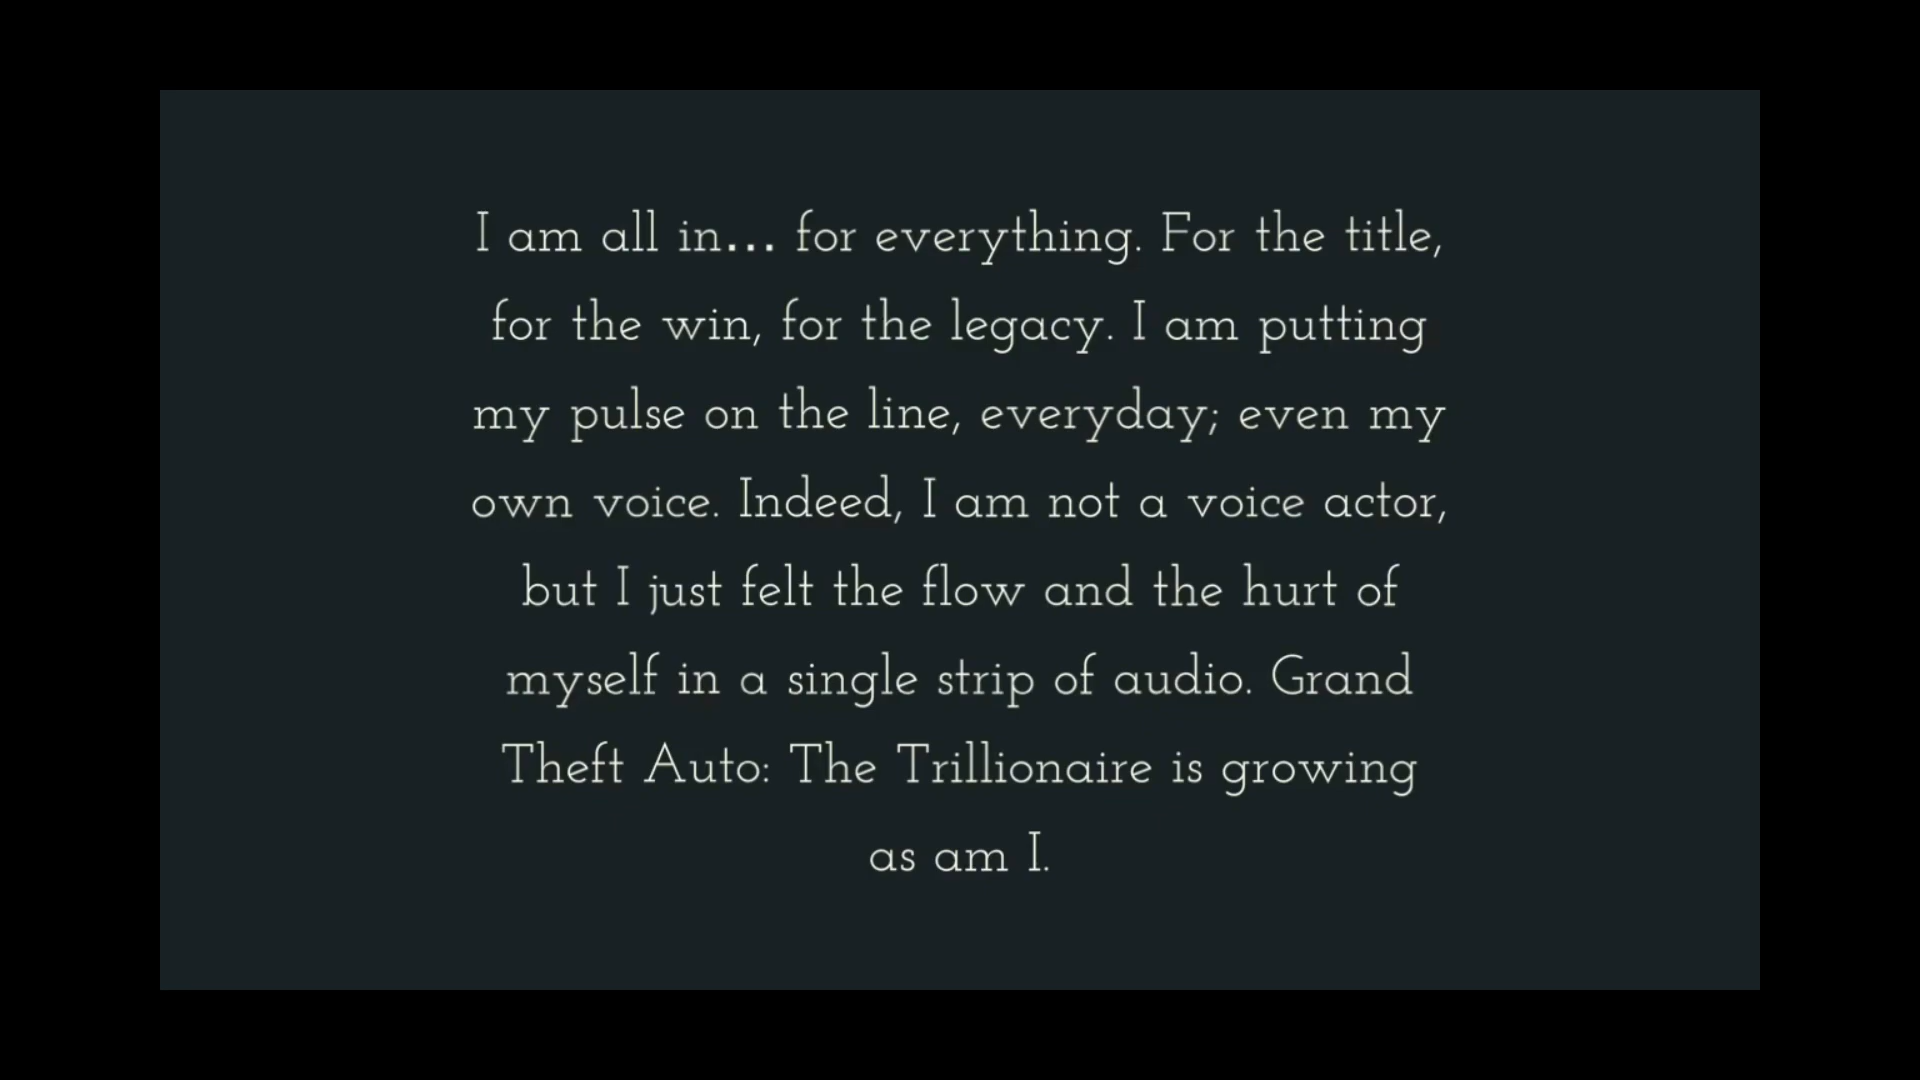 I am all in... for everything. For the title,
for the win, for the legacy. I am putting
my pulse on the line, everyday; even my
own voice. Indeed, I am not a voice actor,
but I just felt the flow and the hurt of
myself in a single strip of audio. Grand
Theft Auto: The Trillionaire is growing
as am I.